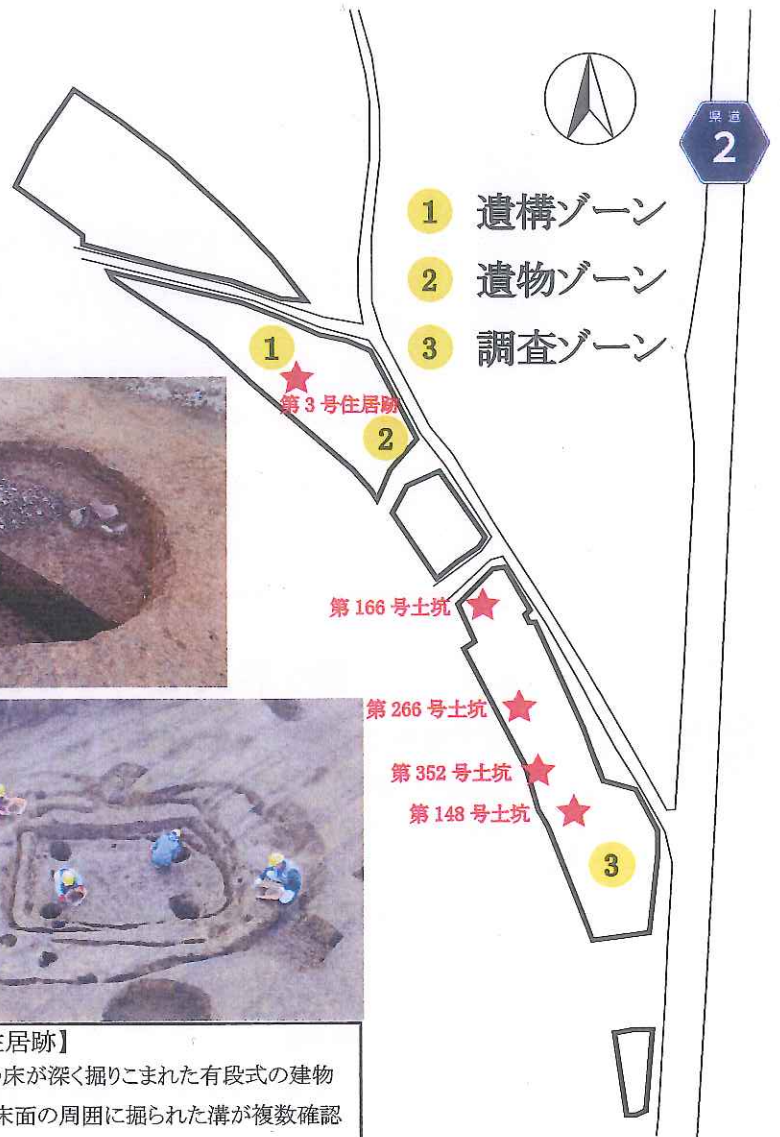 県道
2
1 遺構ゾーン
2 遺物ゾーン
3 調査ゾーン
1
第3号住居跡
2
第166号土坑
第266号土坑
第352号土坑
第148号土坑
3
居跡】
床が深く掘りこまれた有段式の建物
床面の周囲に掘られた溝が複数確認